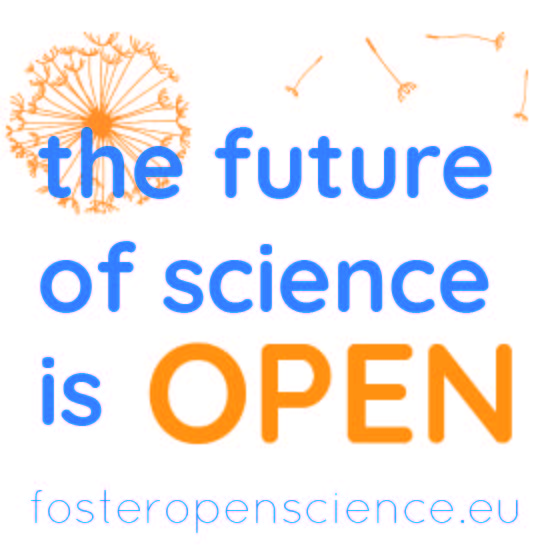 the future
of science
is OPEN
fosteropenscience.eu